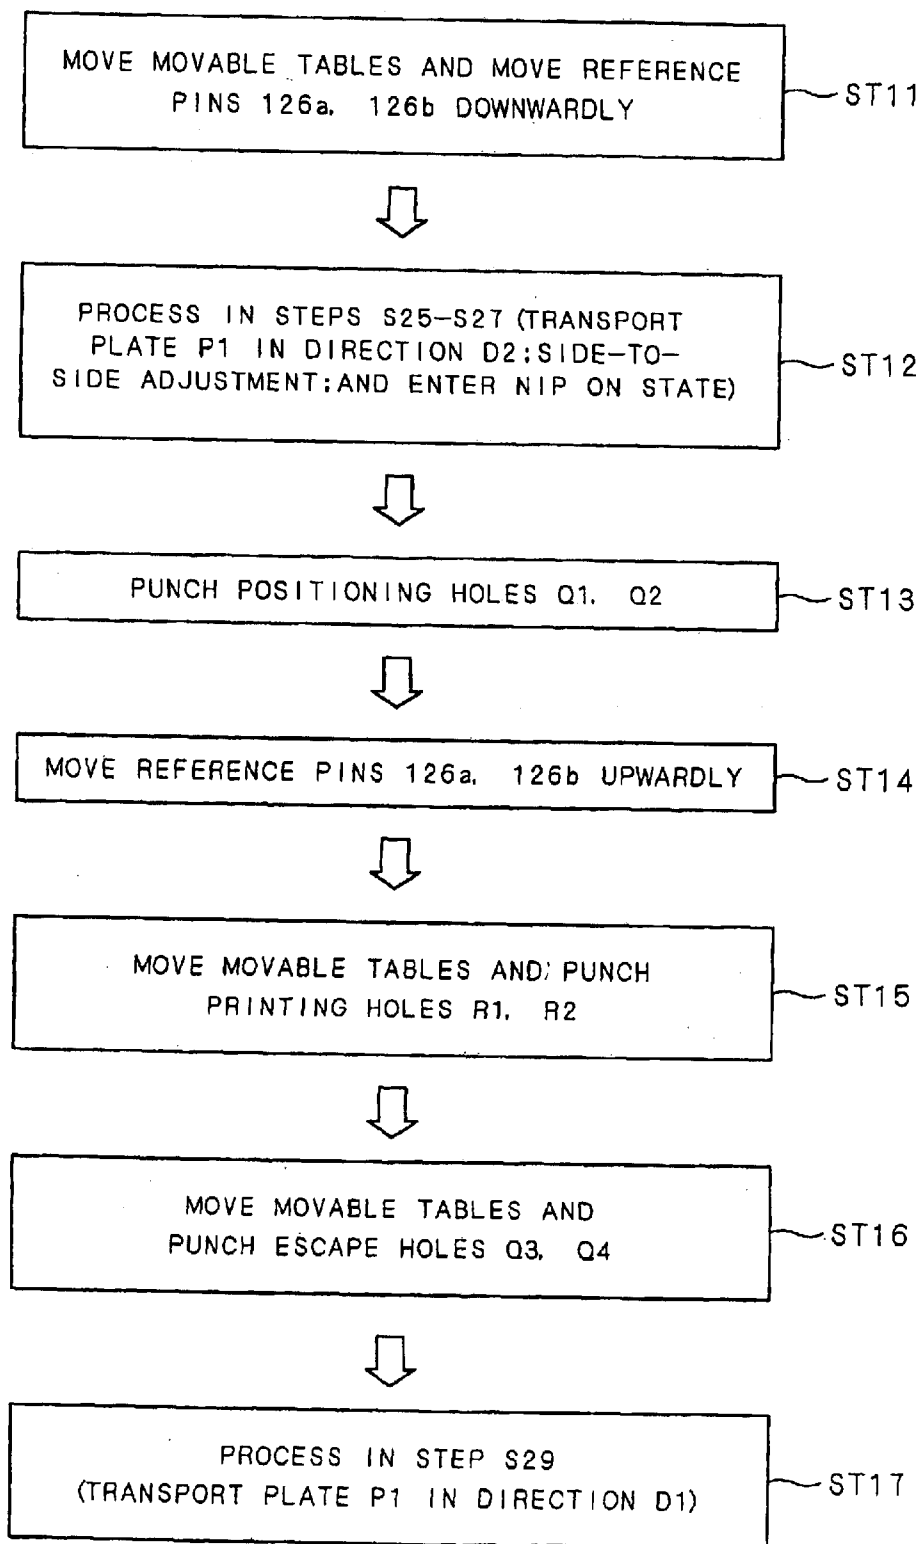 MOVE MOVABLE TABLES AND MOVE REFERENCE
PINS 126a, 126b DOWNWARDLY
ST11
PROCESS IN STEPS S25-S27 (TRANSPORT
PLATE P1 IN DIRECTION D2;SIDE-TO-
SIDE ADJUSTMENT;AND ENTER NIP ON STATE)
ST12
PUNCH POSITIONING HOLES Q1, Q2
ST13
MOVE REFERENCE PINS 126a, 126b UPWARDLY
ST14
MOVE MOVABLE TABLES AND PUNCH
PRINTING HOLES R1, R2
ST15
MOVE MOVABLE TABLES AND
PUNCH ESCAPE HOLES Q3, Q4
ST16
PROCESS IN STEP S29
(TRANSPORT PLATE P1 IN DIRECTION D1)
ST17